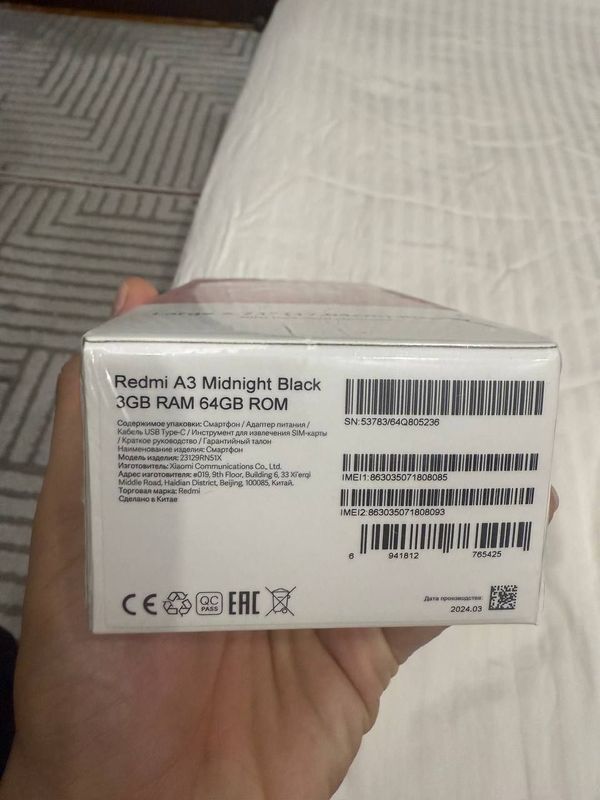 Redmi A3 Midnight Black
3GB RAM 64GB ROM
Содержимое упаковки: Смартфон / Адаптер питания /
Кабель USB Type-C / Инструмент для извлечения SIM-карты
/ Краткое руководство / Гарантийный талон
Наименование изделия: Смартфон
Модель изделия: 23129RN51X
Изготовитель: Xiaomi Communications Co., Ltd.
Адрес изготовителя: #019, 9th Floor, Building 6, 33 Xi'erqi
Middle Road, Haidian District, Beijing, 100085, Китай.
Торговая марка: Redmi
Сделано в Китае
SN: 53783/64Q805236
IMEI1:863035071808085
IMEI2:863035071808093
6 941812 765425
CE
QC
PASS
EAC
Дата производства:
2024.03